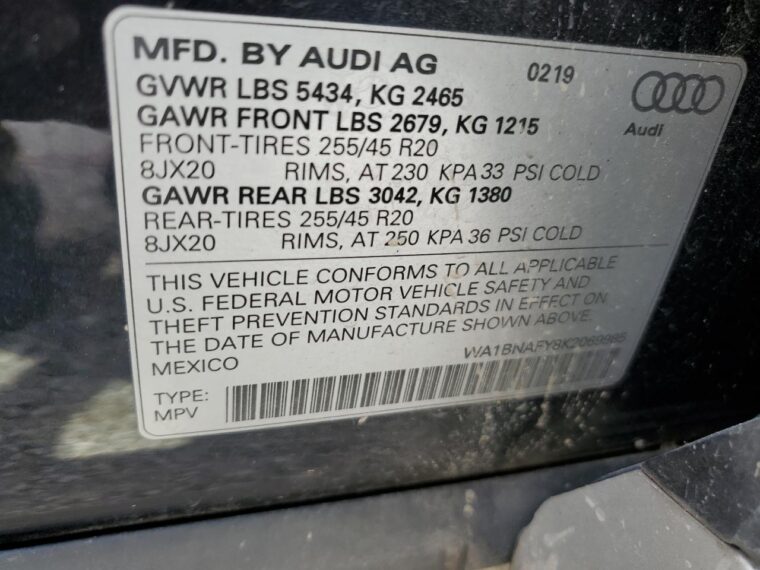 MFD. BY AUDI AG 0219
GVWR LBS 5434, KG 2465
GAWR FRONT LBS 2679, KG 1215
Audi
FRONT-TIRES 255/45 R20
8JX20 RIMS, AT 230 KPA 33 PSI COLD
GAWR REAR LBS 3042, KG 1380
REAR-TIRES 255/45 R20
8JX20 RIMS, AT 250 KPA 36 PSI COLD
THIS VEHICLE CONFORMS TO ALL APPLICABLE
U.S. FEDERAL MOTOR VEHICLE SAFETY AND
THEFT PREVENTION STANDARDS IN EFFECT ON
THE DATE OF MANUFACTURE SHOWN ABOVE.
MEXICO
TYPE:
MPV